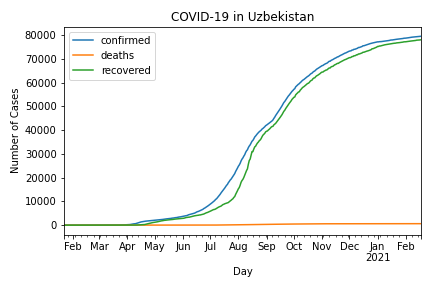 COVID-19 in Uzbekistan
confirmed
deaths
recovered
80000
70000
60000
50000
40000
30000
20000
10000
0
Number of Cases
Feb Mar Apr May Jun Jul Aug Sep Oct Nov Dec Jan Feb
2021
Day